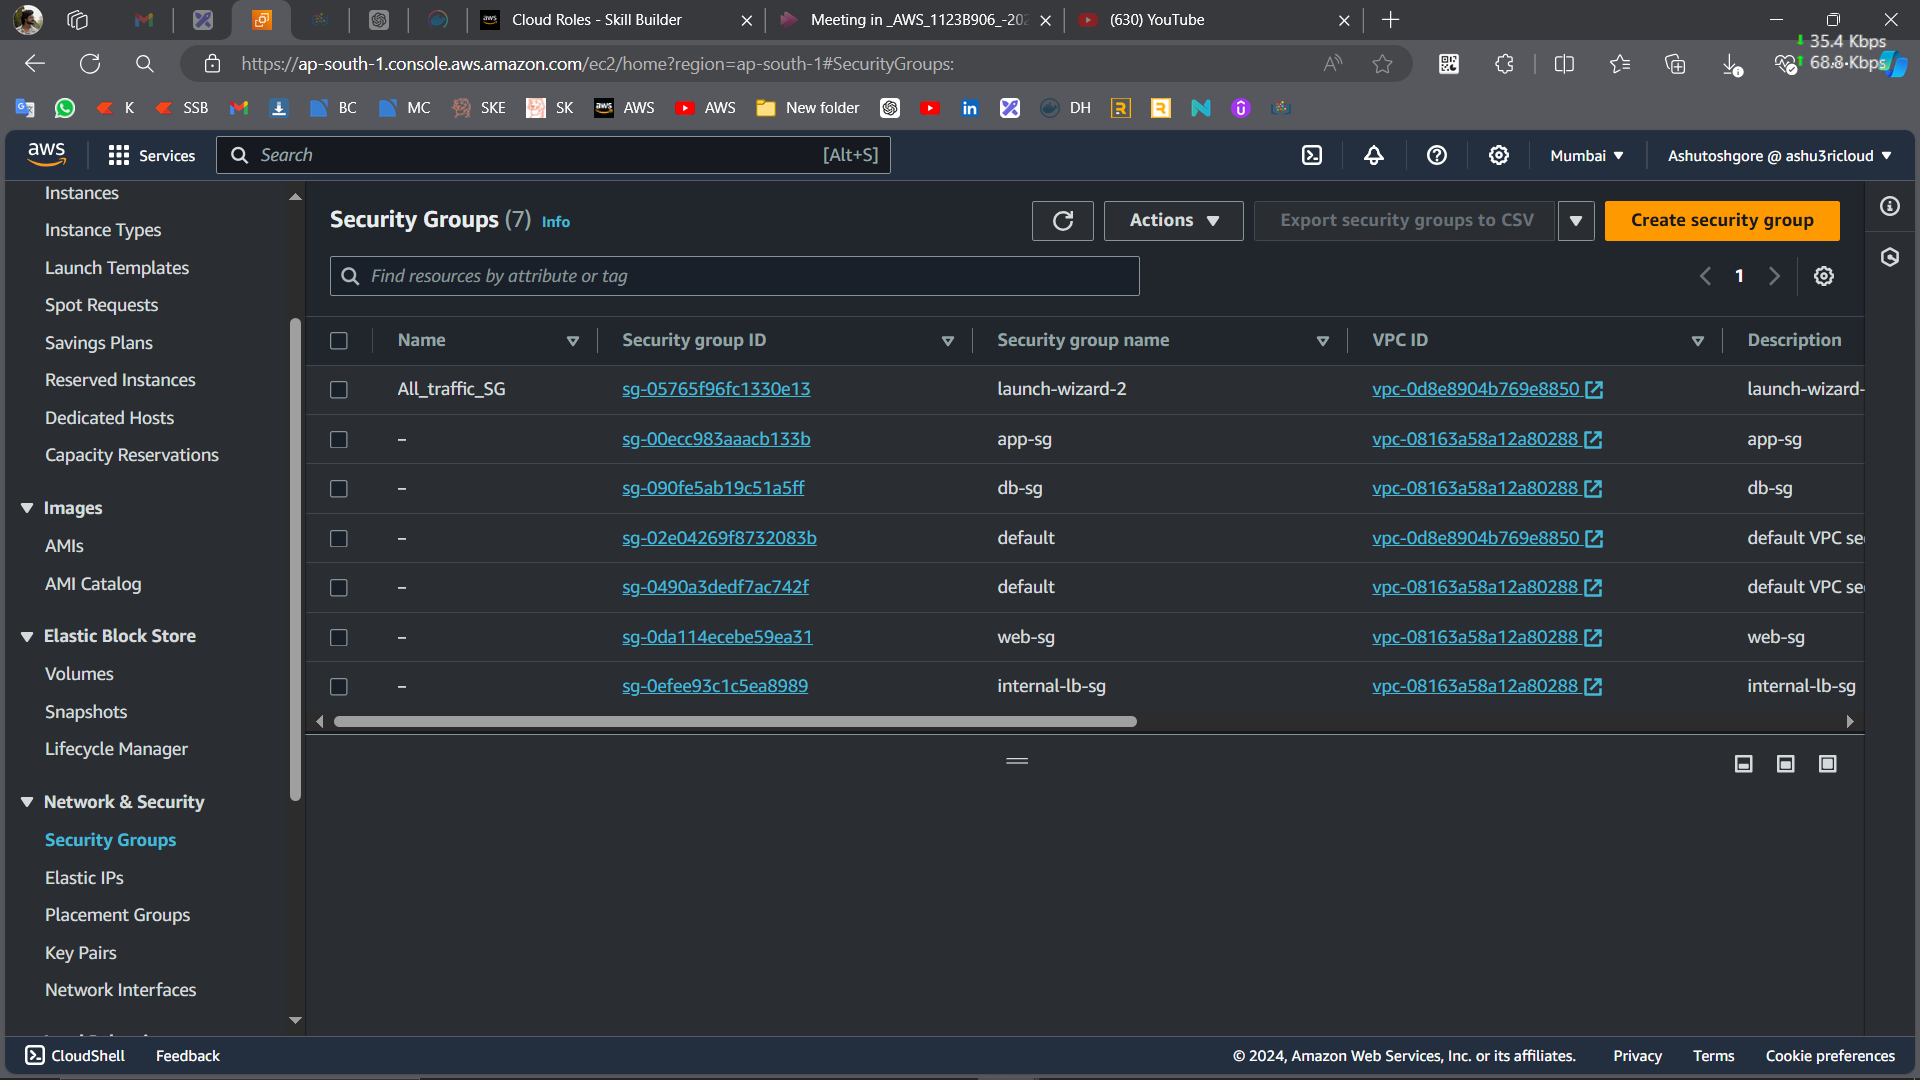 Cloud Roles - Skill Builder
Meeting in _AWS_1123B906_-202
(630) YouTube
35.4 Kbps
https://ap-south-1.console.aws.amazon.com/ec2/home?region=ap-south-1#SecurityGroups:
68.8 Kbps
K SSB BC MC SKE SK aws AWS AWS New folder DH
aws Services Search [Alt+S] Mumbai Ashutoshgore @ ashu3ricloud
Instances
Instance Types
Launch Templates
Spot Requests
Savings Plans
Reserved Instances
Dedicated Hosts
Capacity Reservations
Images
AMIs
AMI Catalog
Elastic Block Store
Volumes
Snapshots
Lifecycle Manager
Network & Security
Security Groups
Elastic IPs
Placement Groups
Key Pairs
Network Interfaces
Security Groups (7) Info
Actions Export security groups to CSV Create security group
Find resources by attribute or tag
1
Name Security group ID Security group name VPC ID Description
All_traffic_SG sg-05765f96fc1330e13 launch-wizard-2 vpc-0d8e8904b769e8850 launch-wizard-
– sg-00ecc983aaacb133b app-sg vpc-08163a58a12a80288 app-sg
– sg-090fe5ab19c51a5ff db-sg vpc-08163a58a12a80288 db-sg
– sg-02e04269f8732083b default vpc-0d8e8904b769e8850 default VPC se
– sg-0490a3dedf7ac742f default vpc-08163a58a12a80288 default VPC se
– sg-0da114ecebe59ea31 web-sg vpc-08163a58a12a80288 web-sg
– sg-0efee93c1c5ea8989 internal-lb-sg vpc-08163a58a12a80288 internal-lb-sg
CloudShell Feedback
© 2024, Amazon Web Services, Inc. or its affiliates. Privacy Terms Cookie preferences